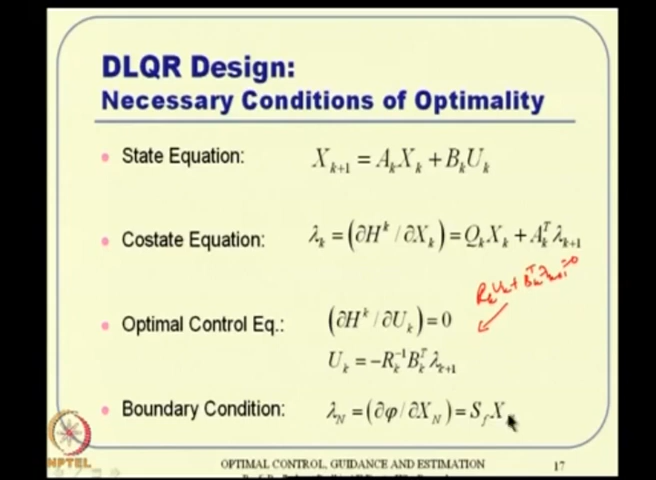 DLQR Design:
Necessary Conditions of Optimality
• State Equation: X_{k+1} = A_k X_k + B_k U_k
• Costate Equation: λ_k = (∂H^k / ∂X_k) = Q_k X_k + A_k^T λ_{k+1}
R_k U_k + B_k^T λ_{k+1} = 0
• Optimal Control Eq.: (∂H^k / ∂U_k) = 0
U_k = -R_k^{-1} B_k^T λ_{k+1}
• Boundary Condition: λ_N = (∂φ / ∂X_N) = S_f X
NPTEL
OPTIMAL CONTROL, GUIDANCE AND ESTIMATION 17